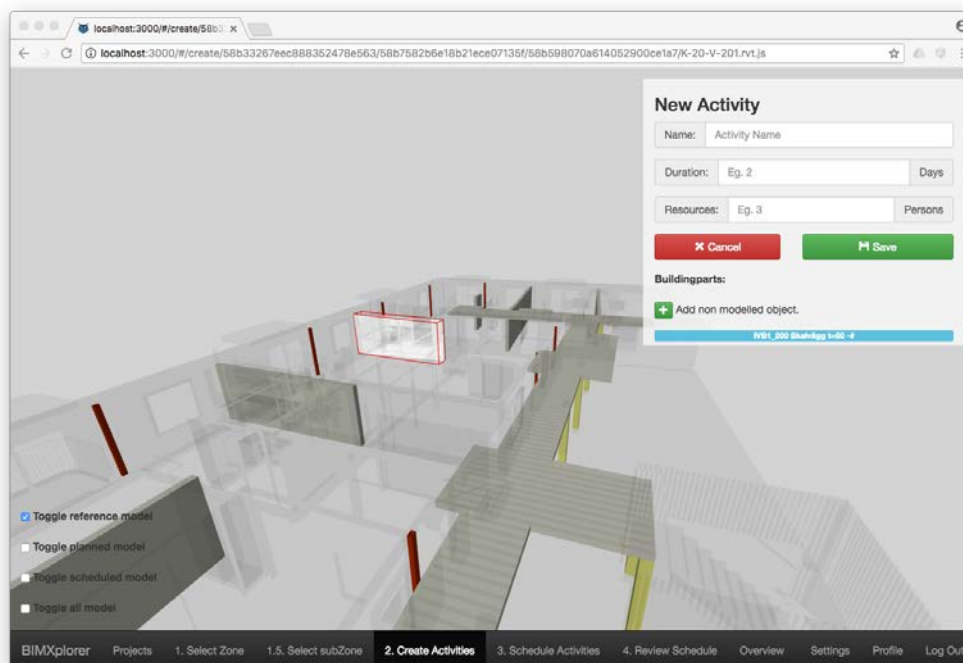 localhost:3000/#/create/58b3
localhost:3000/#/create/58b33267eec888352478e563/58b7582b6e18b21ece07135f/58b598070a614052900ce1a7/K-20-V-201.rvt.js
New Activity
Name: Activity Name
Duration: Eg. 2 Days
Resources: Eg. 3 Persons
Cancel Save
Buildingparts:
Add non modelled object.
Toggle reference model
Toggle planned model
Toggle scheduled model
Toggle all model
BIMXplorer Projects 1. Select Zone 1.5. Select subZone 2. Create Activities 3. Schedule Activities 4. Review Schedule Overview Settings Profile Log Out